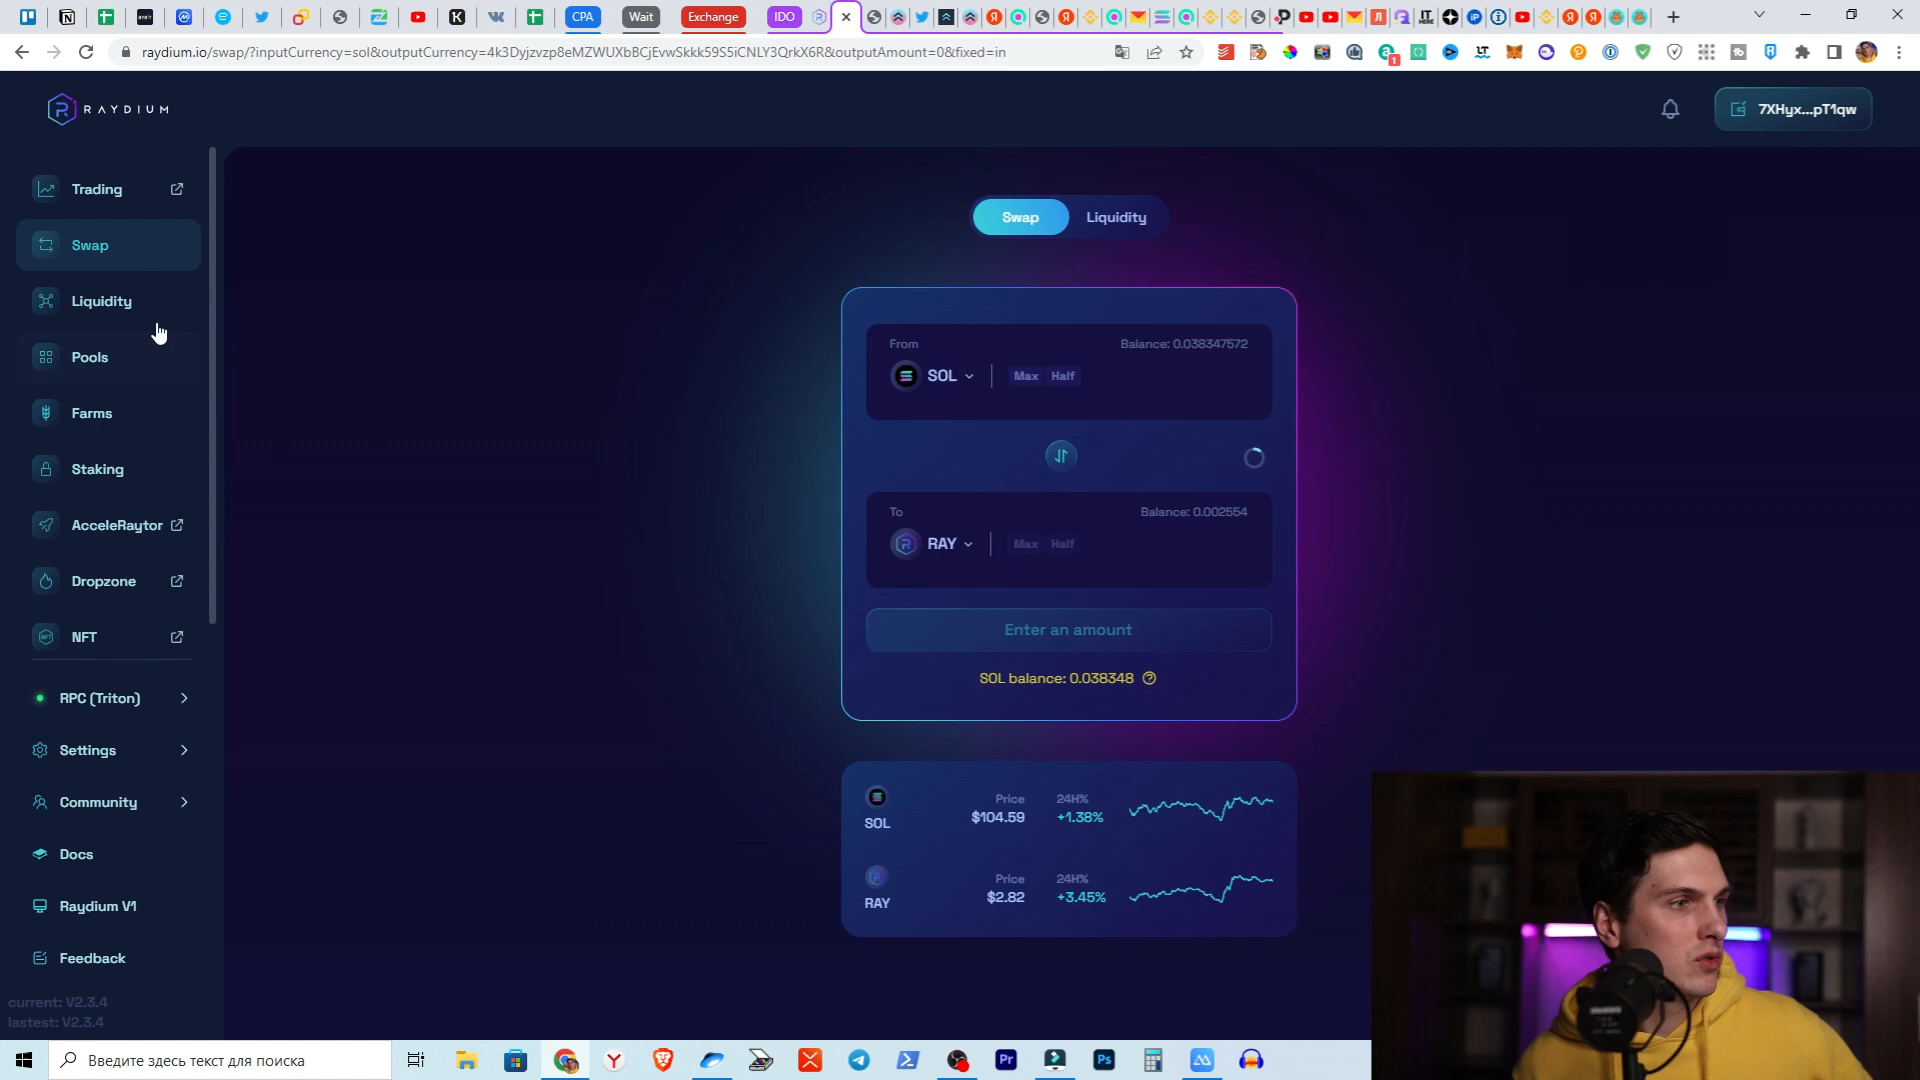 CPA
Wait
Exchange
IDO
raydium.io/swap/?inputCurrency=sol&outputCurrency=4k3Dyjzvzp8eMZWUXbBCjEvwSkkk59S5iCNLY3QrkX6R&outputAmount=0&fixed=in
RAYDIUM
7XHyx...pT1qw
Trading
Swap
Liquidity
Pools
Farms
Staking
AcceleRaytor
Dropzone
NFT
RPC (Triton)
Settings
Community
Docs
Raydium V1
Feedback
current: V2.3.4
lastest: V2.3.4
Swap
Liquidity
From
Balance: 0.038347572
SOL
Max
Half
To
Balance: 0.002554
RAY
Max
Half
Enter an amount
SOL balance: 0.038348
SOL
Price
$104.59
24H%
+1.38%
RAY
Price
$2.82
24H%
+3.45%
Введите здесь текст для поиска